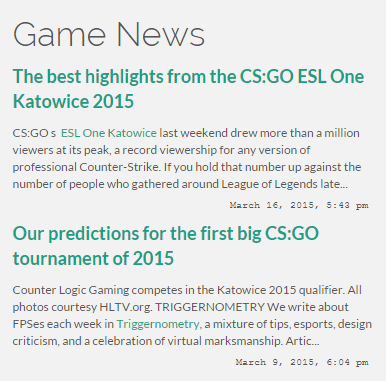 Game News
The best highlights from the CS:GO ESL One
Katowice 2015
CS:GO s ESL One Katowice last weekend drew more than a million
viewers at its peak, a record viewership for any version of
professional Counter-Strike. If you hold that number up against the
number of people who gathered around League of Legends late...
March 16, 2015, 5:43 pm
Our predictions for the first big CS:GO
tournament of 2015
Counter Logic Gaming competes in the Katowice 2015 qualifier. All
photos courtesy HLTV.org. TRIGGERNOMETRY We write about
FPSes each week in Triggernometry, a mixture of tips, esports, design
criticism, and a celebration of virtual marksmanship. Artic...
March 9, 2015, 6:04 pm